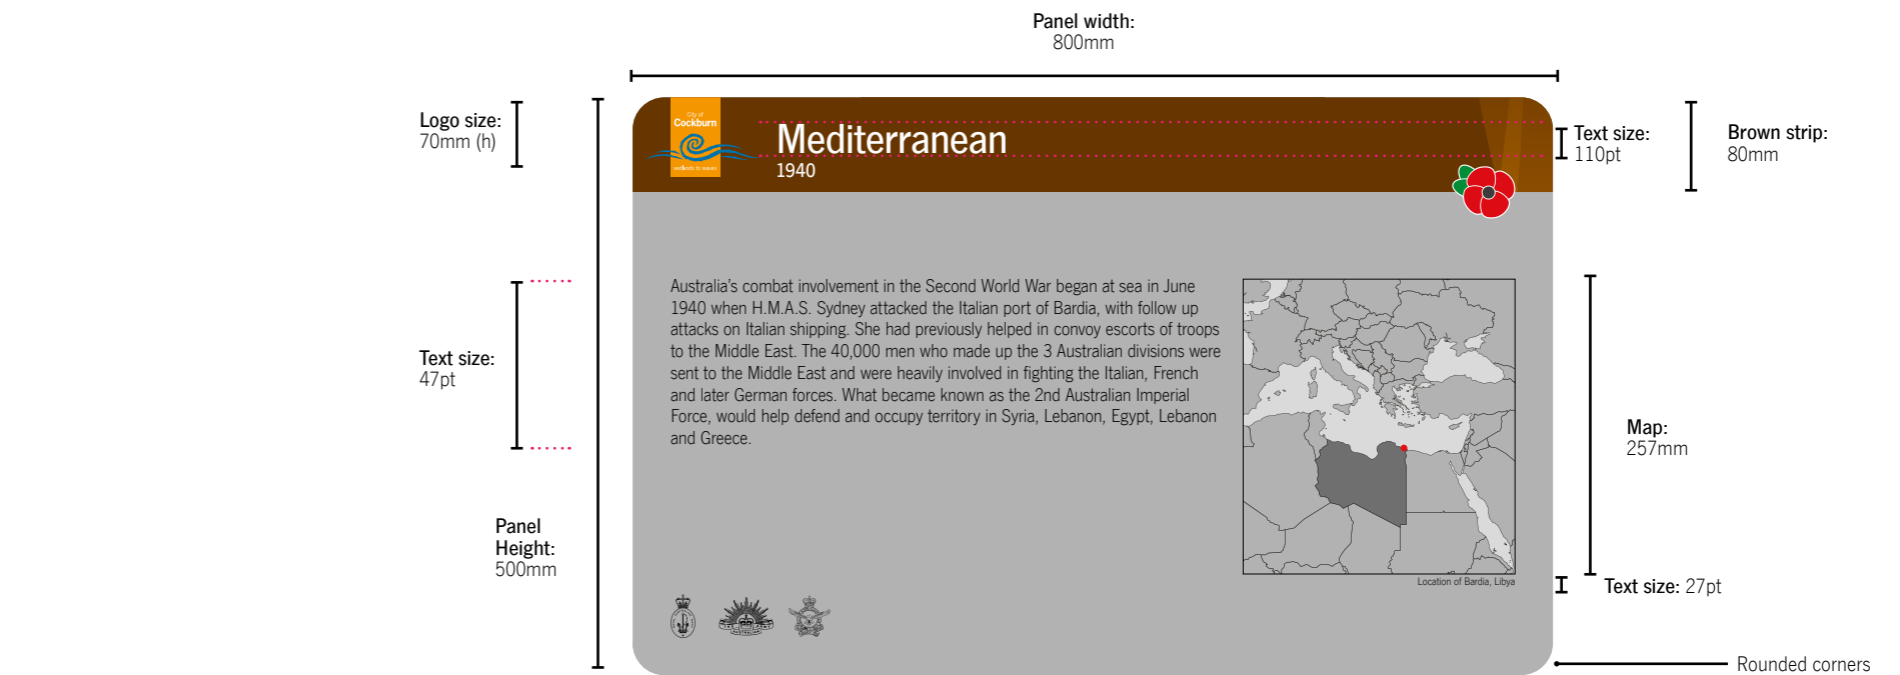 Panel width:
800mm
Logo size:
70mm (h)
City of
Cockburn
wetlands to waves
Mediterranean
1940
Text size:
110pt
Brown strip:
80mm
Australia's combat involvement in the Second World War began at sea in June
1940 when H.M.A.S. Sydney attacked the Italian port of Bardia, with follow up
attacks on Italian shipping. She had previously helped in convoy escorts of troops
to the Middle East. The 40,000 men who made up the 3 Australian divisions were
sent to the Middle East and were heavily involved in fighting the Italian, French
and later German forces. What became known as the 2nd Australian Imperial
Force, would help defend and occupy territory in Syria, Lebanon, Egypt, Lebanon
and Greece.
Text size:
47pt
Map:
257mm
Panel
Height:
500mm
Location of Bardia, Libya
Text size: 27pt
AUSTRALIAN
Rounded corners